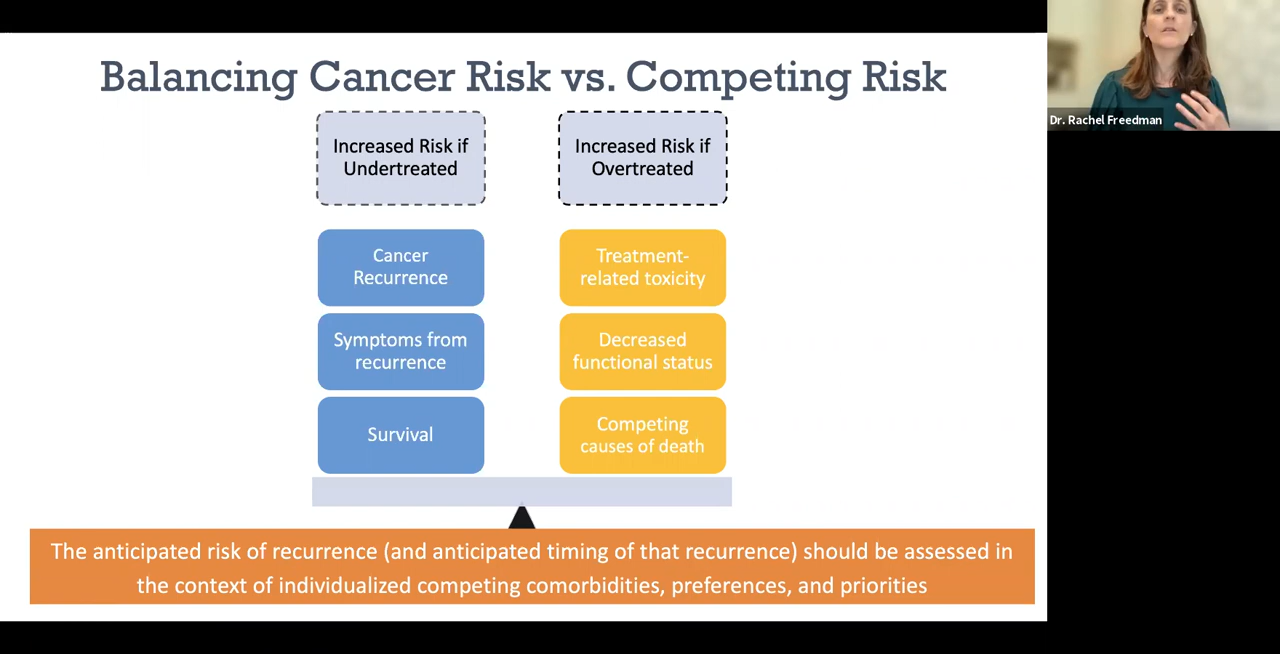 Balancing Cancer Risk vs. Competing Risk
Dr. Rachel Freedman
Increased Risk if
Undertreated
Increased Risk if
Overtreated
Cancer
Recurrence
Treatment-
related toxicity
Symptoms from
recurrence
Decreased
functional status
Survival
Competing
causes of death
The anticipated risk of recurrence (and anticipated timing of that recurrence) should be assessed in
the context of individualized competing comorbidities, preferences, and priorities